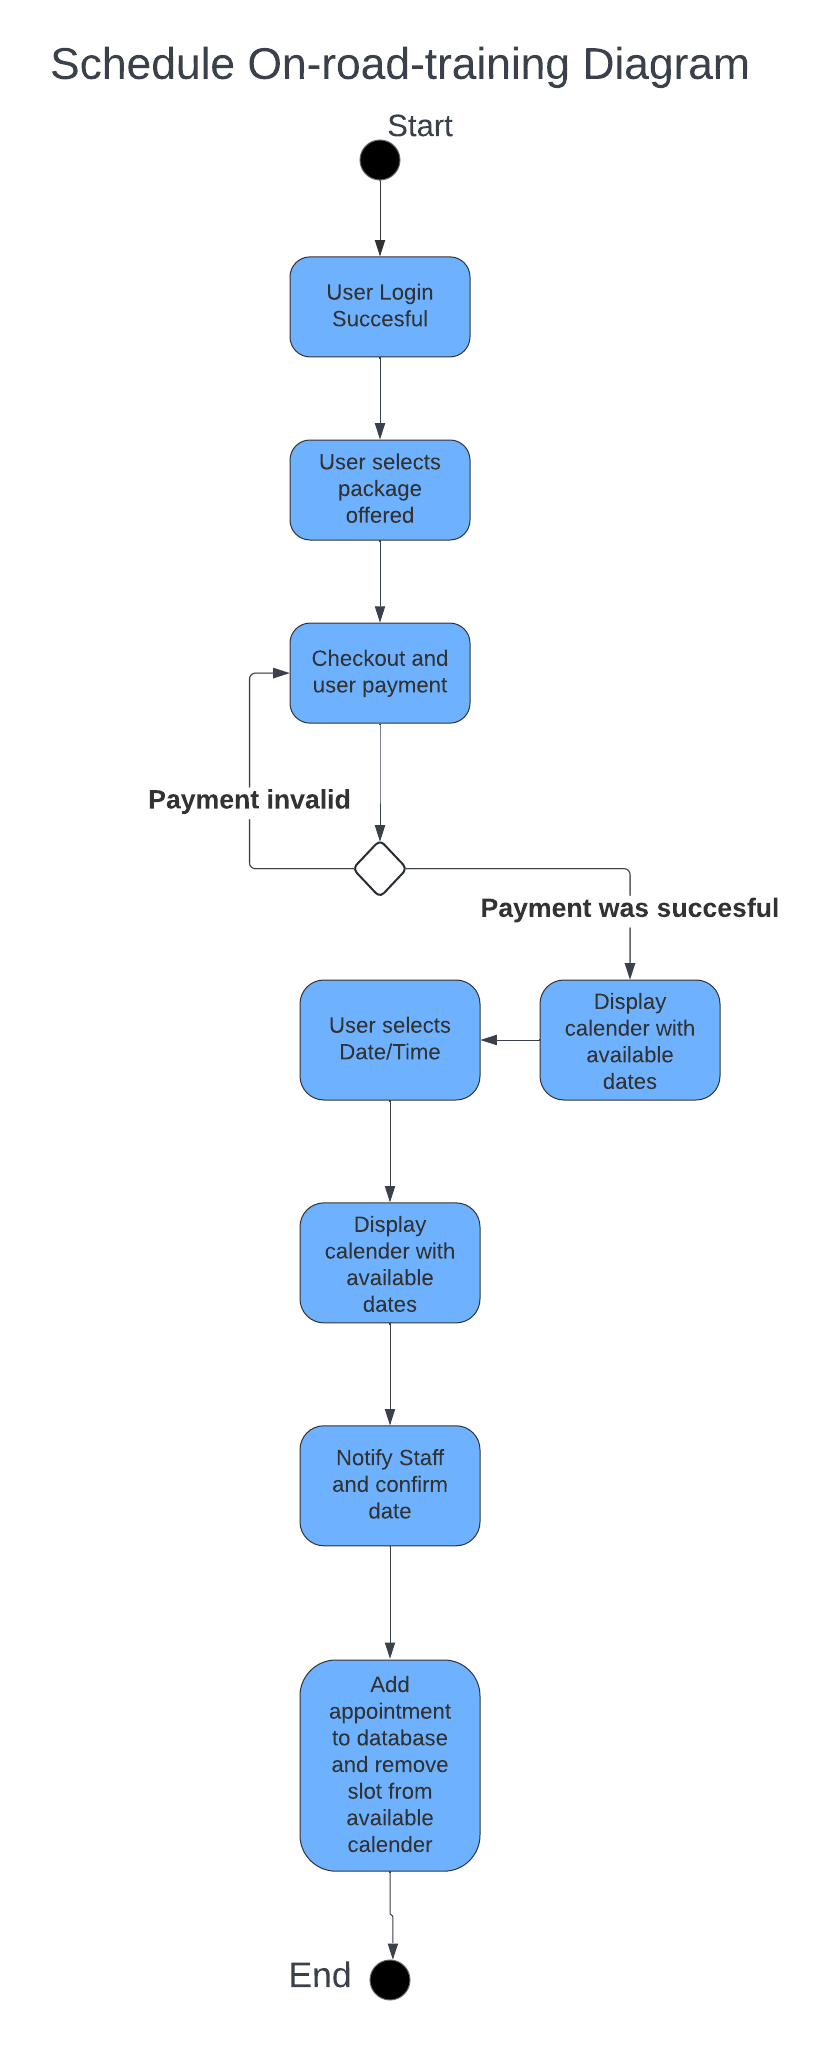 Schedule On-road-training Diagram
Start
User Login
Succesful
User selects
package
offered
Checkout and
user payment
Payment invalid
Payment was succesful
Display
calender with
available
dates
User selects
Date/Time
Display
calender with
available
dates
Notify Staff
and confirm
date
Add
appointment
to database
and remove
slot from
available
calender
End